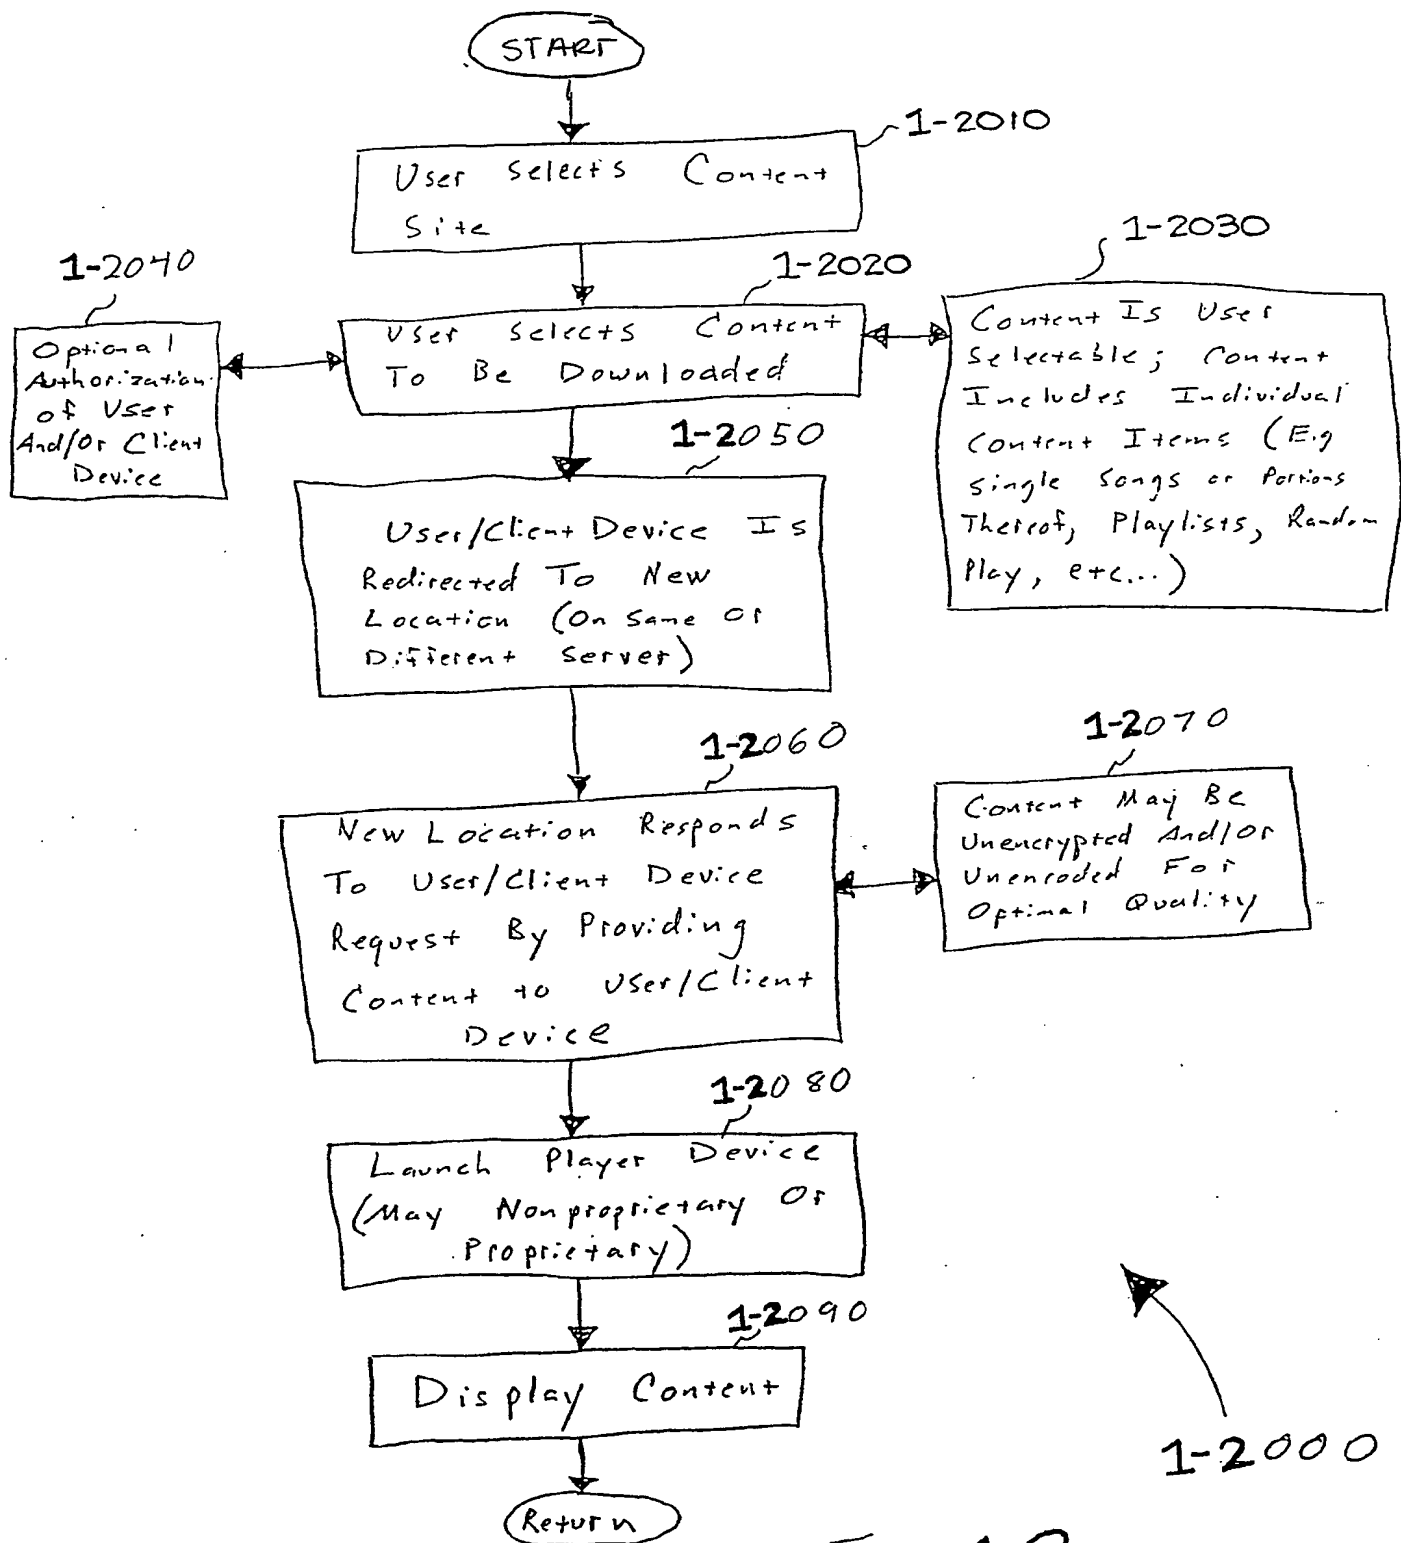 START
1-2010
User Selects Content
Site
1-2040
1-2020
1-2030
Optional
Authorization
of User
And/Or Client
Device
User Selects Content
To Be Downloaded
Content Is User
Selectable; Content
Includes Individual
Content Items (E.g
single Songs or Portions
Thereof, Playlists, Random
Play, etc...)
1-2050
User/Client Device Is
Redirected To New
Location (On Same Or
Different Server)
1-2060
New Location Responds
To User/Client Device
Request By Providing
Content to User/Client
Device
1-2070
Content May Be
Unencrypted And/Or
Unencoded For
Optimal Quality
1-2080
Launch Player Device
(May Nonproprietary Or
Proprietary)
1-2090
Display Content
1-2000
Return